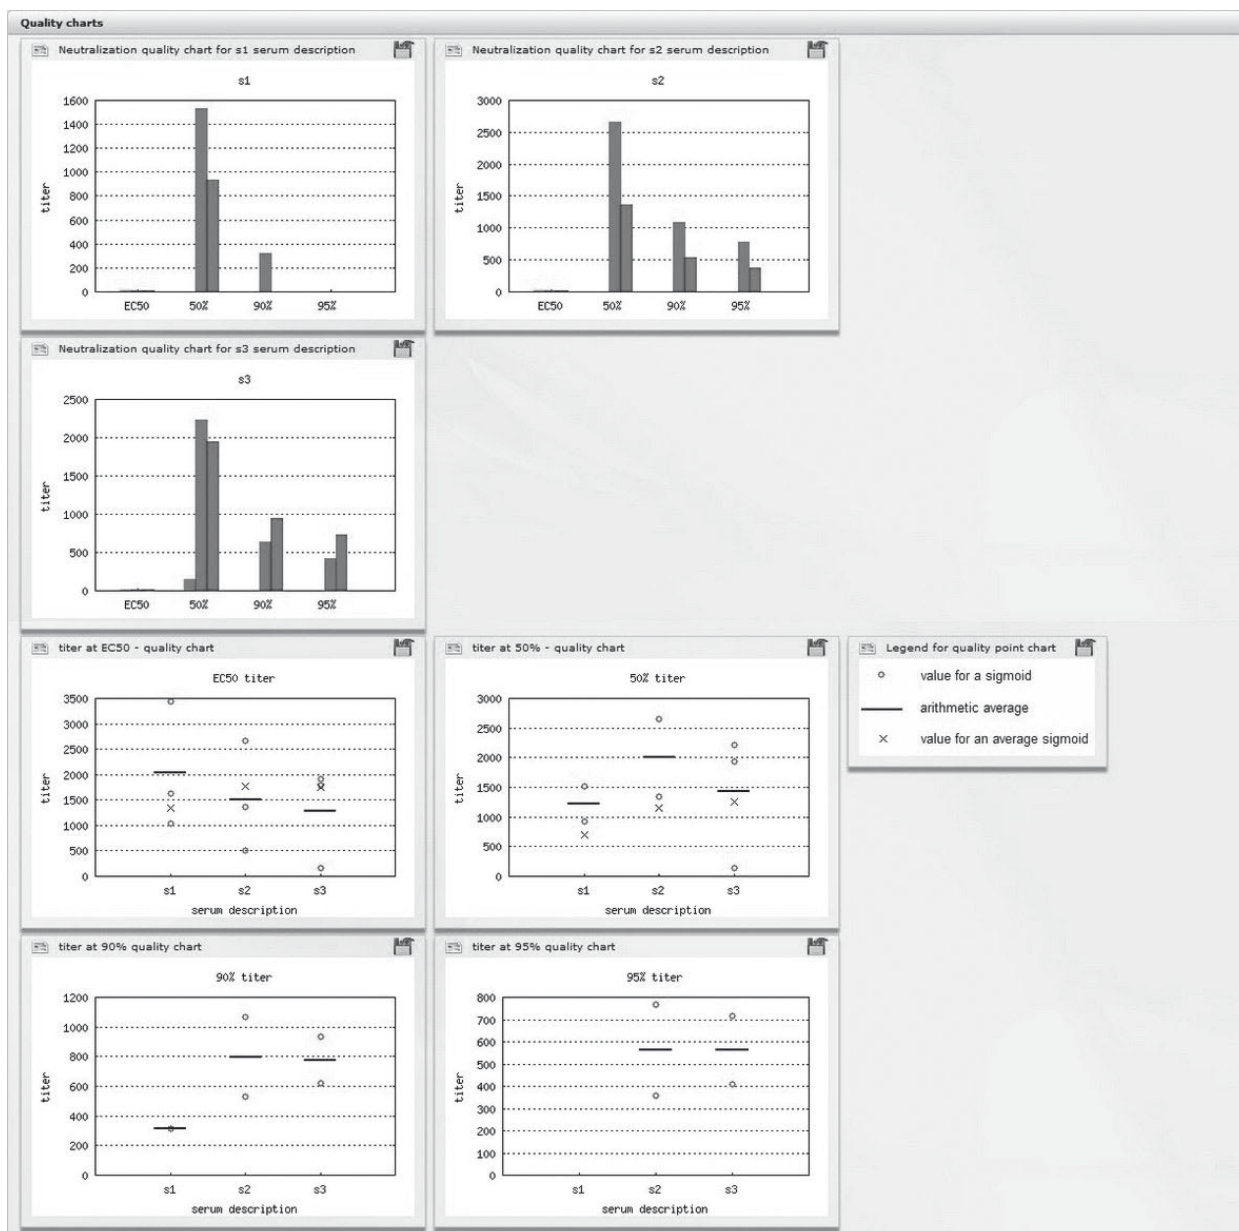 Quality charts
Neutralization quality chart for s1 serum description
s1
1600
1400
1200
1000
800
600
400
200
0
titer
EC50 50% 90% 95%
Neutralization quality chart for s2 serum description
s2
3000
2500
2000
1500
1000
500
0
titer
EC50 50% 90% 95%
Neutralization quality chart for s3 serum description
s3
2500
2000
1500
1000
500
0
titer
EC50 50% 90% 95%
titer at EC50 - quality chart
EC50 titer
3500
3000
2500
2000
1500
1000
500
0
titer
s1 s2 s3
serum description
titer at 50% - quality chart
50% titer
3000
2500
2000
1500
1000
500
0
titer
s1 s2 s3
serum description
Legend for quality point chart
value for a sigmoid
arithmetic average
value for an average sigmoid
titer at 90% quality chart
90% titer
1200
1000
800
600
400
200
0
titer
s1 s2 s3
serum description
titer at 95% quality chart
95% titer
800
700
600
500
400
300
200
100
0
titer
s1 s2 s3
serum description